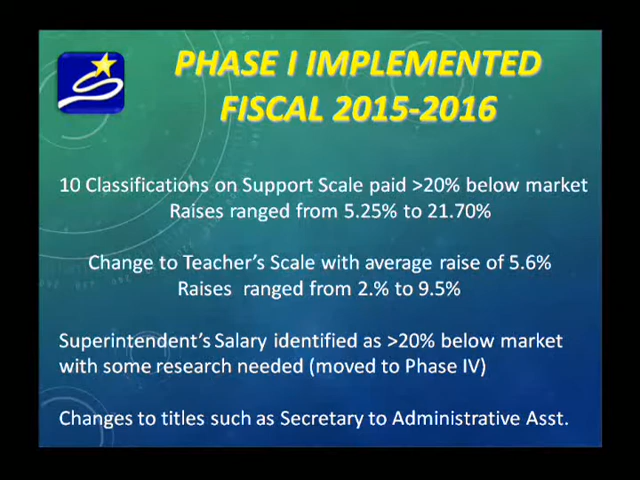 PHASE I IMPLEMENTED
FISCAL 2015-2016
10 Classifications on Support Scale paid >20% below market
Raises ranged from 5.25% to 21.70%
Change to Teacher's Scale with average raise of 5.6%
Raises ranged from 2.% to 9.5%
Superintendent's Salary identified as >20% below market
with some research needed (moved to Phase IV)
Changes to titles such as Secretary to Administrative Asst.